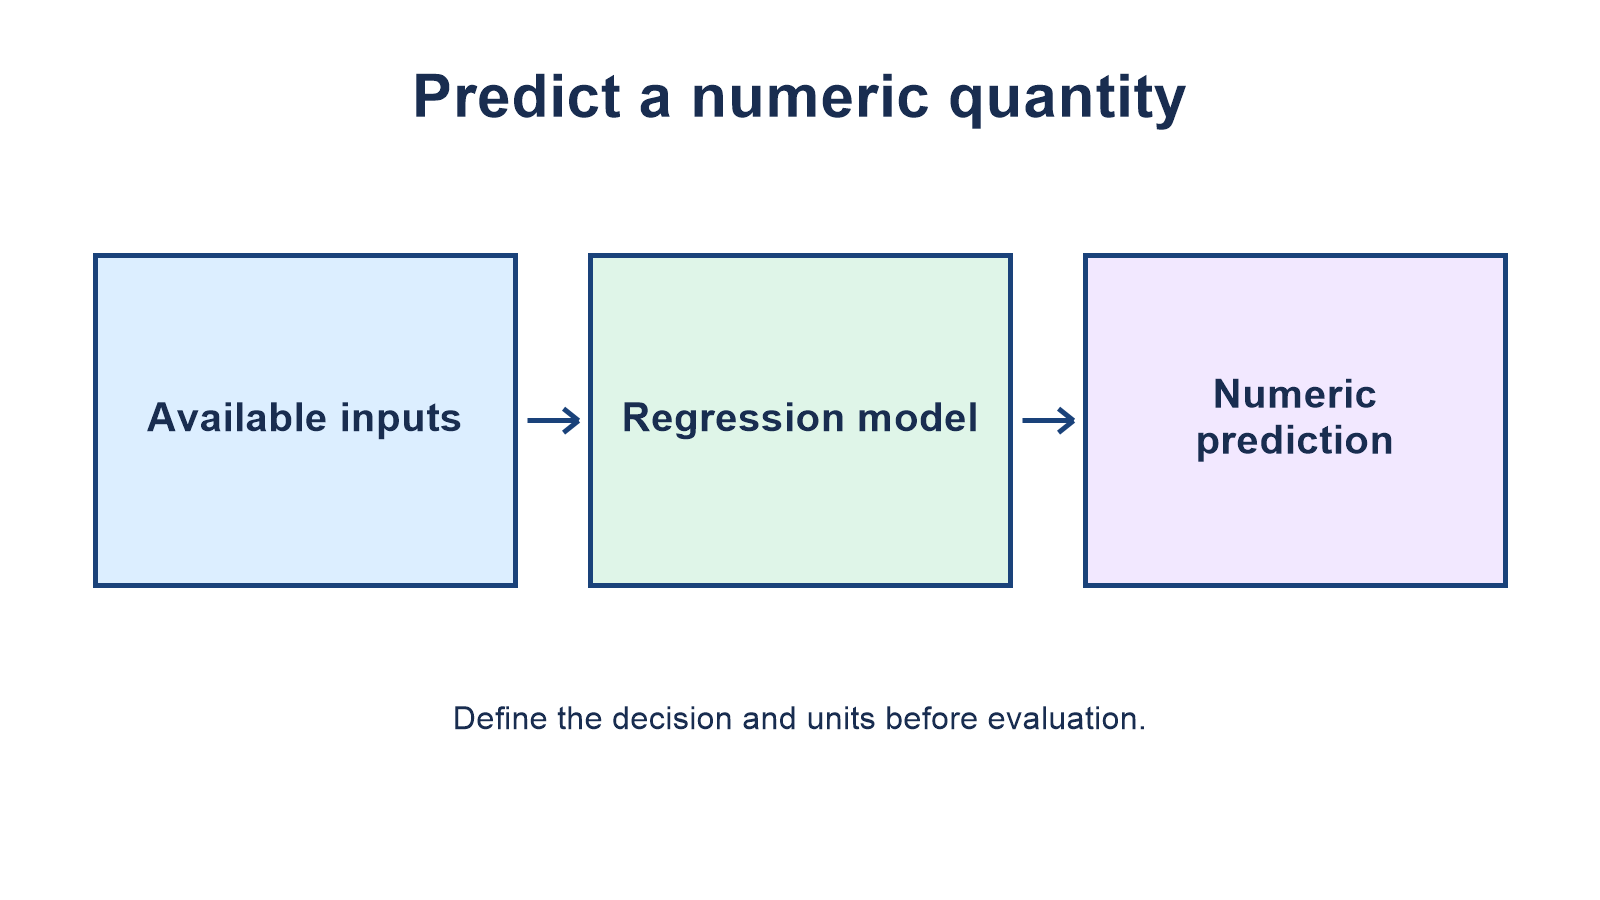 Predict a numeric quantity
Available inputs
Regression model
Numeric
prediction
Define the decision and units before evaluation.